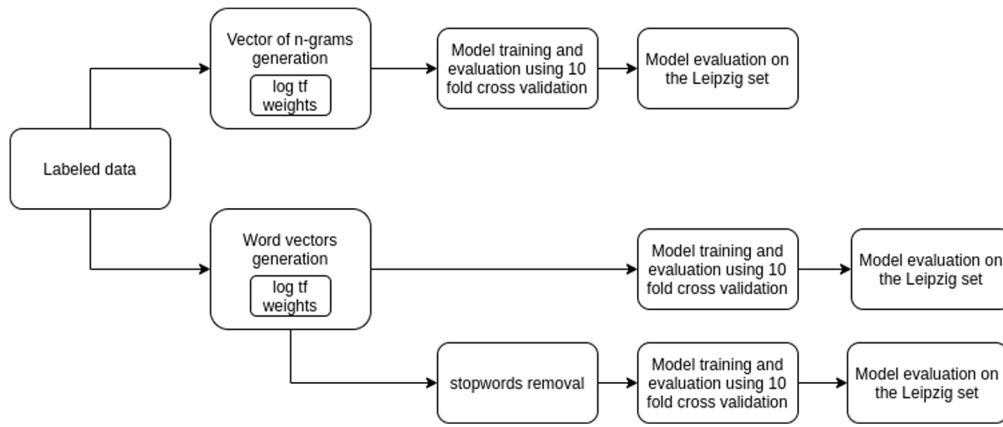 Vector of n-grams
generation
log tf
weights
Model training and
evaluation using 10
fold cross validation
Model evaluation on
the Leipzig set
Labeled data
Word vectors
generation
log tf
weights
Model training and
evaluation using 10
fold cross validation
Model evaluation on
the Leipzig set
stopwords removal
Model training and
evaluation using 10
fold cross validation
Model evaluation on
the Leipzig set